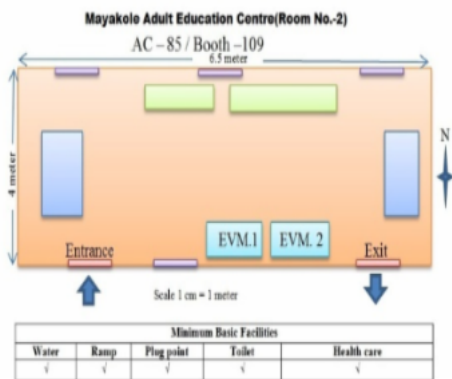 Mayakole Adult Education Centre(Room No.-2)
AC – 85 / Booth –109
6.5 meter
4 meter
N
EVM.1 EVM. 2
Entrance Exit
Scale 1 cm = 1 meter
Minimum Basic Facilities
Water Ramp Plug point Toilet Health care
√ √ √ √ √